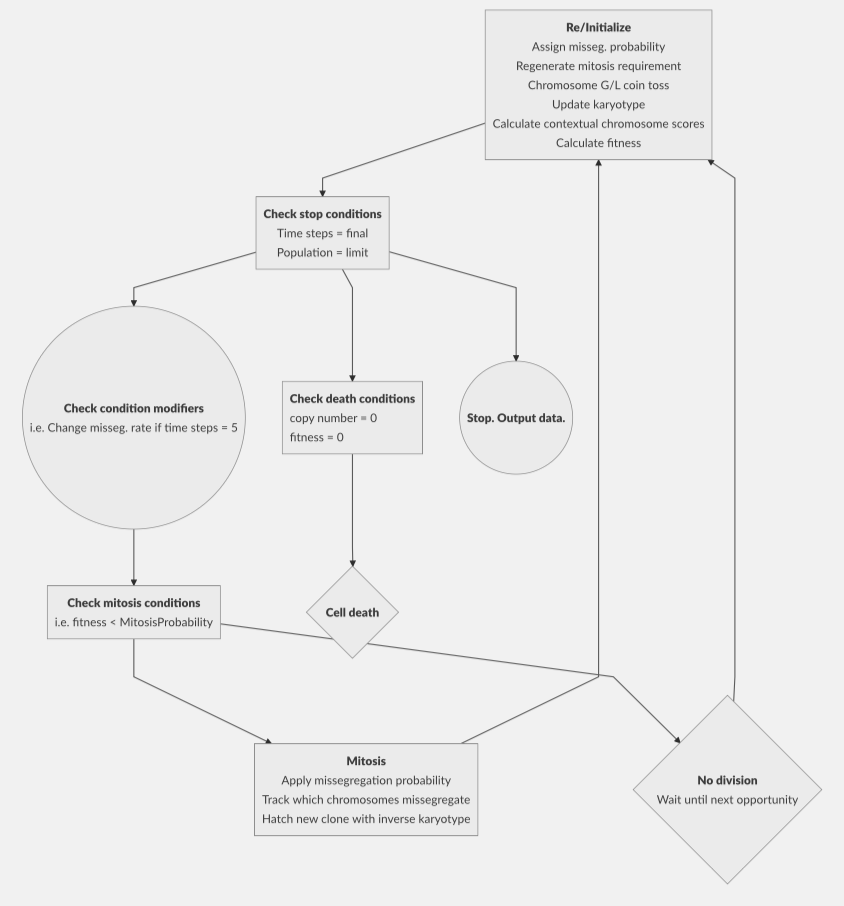 Re/Initialize
Assign misseg. probability
Regenerate mitosis requirement
Chromosome G/L coin toss
Update karyotype
Calculate contextual chromosome scores
Calculate fitness
Check stop conditions
Time steps = final
Population = limit
Check condition modifiers
i.e. Change misseg. rate if time steps = 5
Check death conditions
copy number = 0
fitness = 0
Stop. Output data.
Check mitosis conditions
i.e. fitness < MitosisProbability
Cell death
Mitosis
Apply missegregation probability
Track which chromosomes missegregate
Hatch new clone with inverse karyotype
No division
Wait until next opportunity